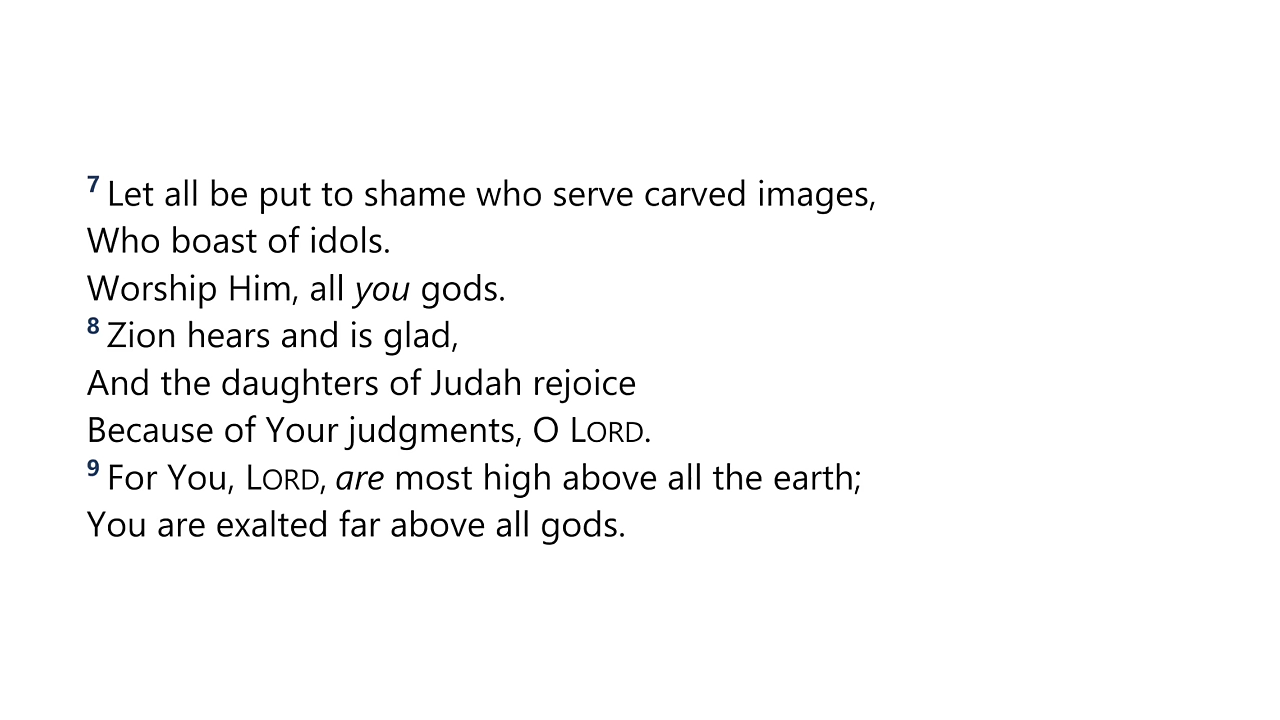 7 Let all be put to shame who serve carved images,
Who boast of idols.
Worship Him, all you gods.
8 Zion hears and is glad,
And the daughters of Judah rejoice
Because of Your judgments, O LORD.
9 For You, LORD, are most high above all the earth;
You are exalted far above all gods.